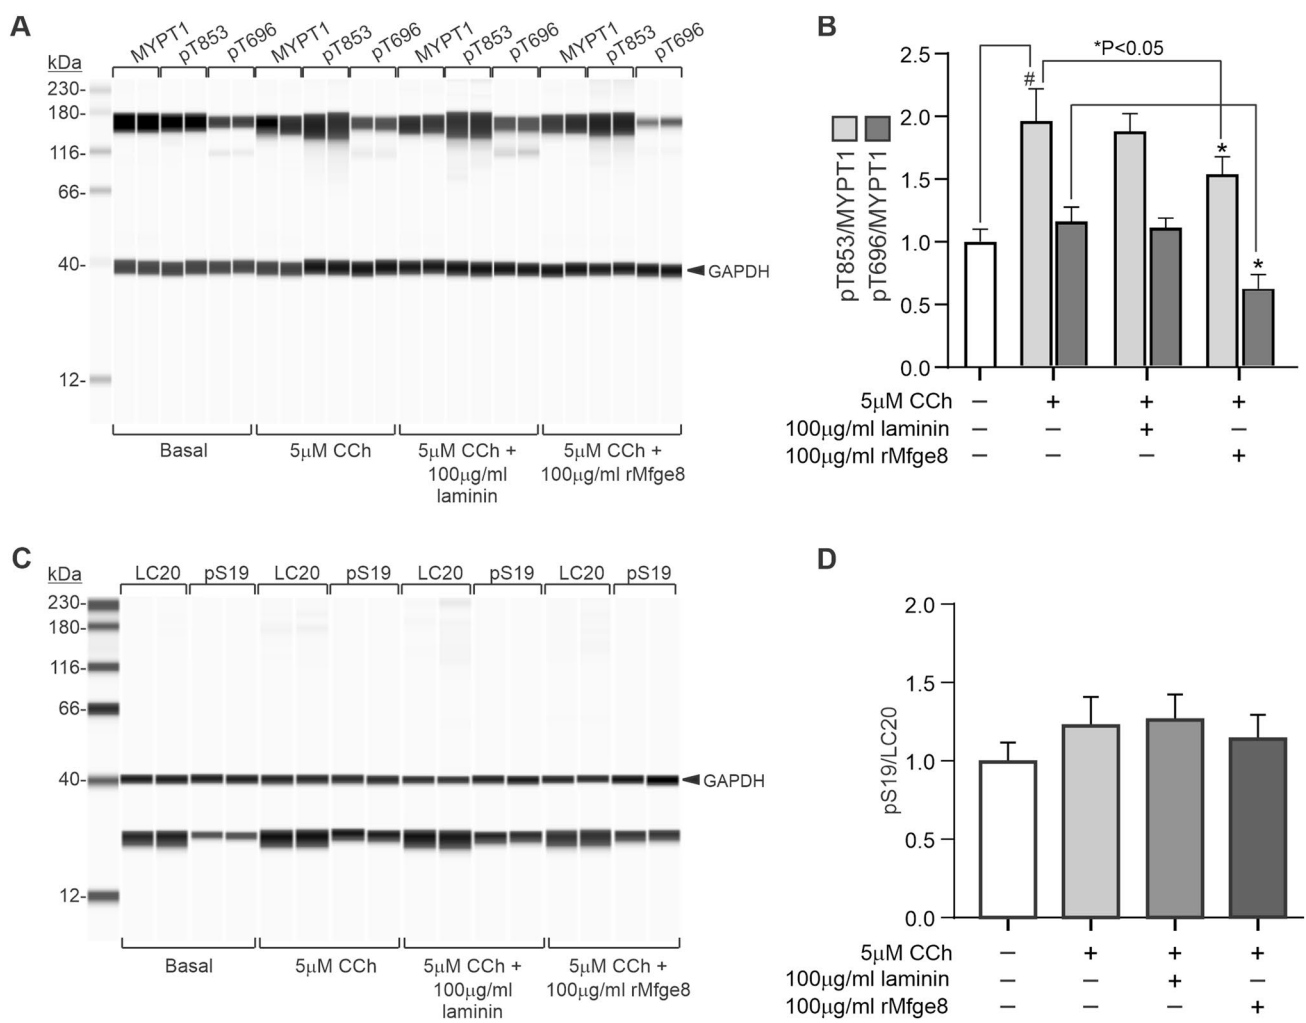 A
MYPT1 pT853 pT696 MYPT1 pT853 pT696 MYPT1 pT853 pT696 MYPT1 pT853 pT696
kDa
230-
180-
116-
66-
40-
12-
GAPDH
Basal
5µM CCh
5µM CCh +
100µg/ml
laminin
5µM CCh +
100µg/ml rMfge8
B
pT853/MYPT1
pT696/MYPT1
2.5
2.0
1.5
1.0
0.5
0.0
*P<0.05
#
*
*
5µM CCh − + + +
100µg/ml laminin − − + −
100µg/ml rMfge8 − − − +
C
kDa
LC20 pS19 LC20 pS19 LC20 pS19 LC20 pS19
230-
180-
116-
66-
40-
12-
GAPDH
Basal
5µM CCh
5µM CCh +
100µg/ml
laminin
5µM CCh +
100µg/ml rMfge8
D
pS19/LC20
2.0
1.5
1.0
0.5
0.0
5µM CCh − + + +
100µg/ml laminin − − + −
100µg/ml rMfge8 − − − +